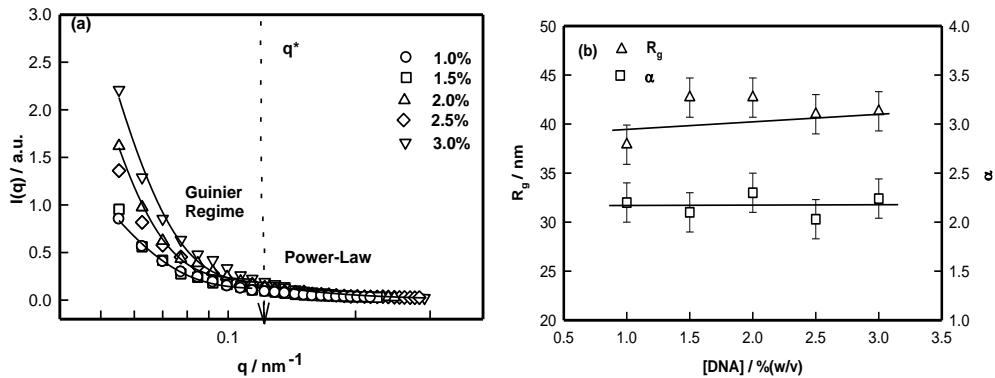 (a)
3.0
2.5
2.0
1.5
1.0
0.5
0.0
I(q) / a.u.
q*
1.0%
1.5%
2.0%
2.5%
3.0%
Guinier
Regime
Power-Law
0.1
q / nm⁻¹
(b)
Rg
α
50
45
40
35
30
25
20
Rg / nm
4.0
3.5
3.0
2.5
2.0
1.5
1.0
α
0.5 1.0 1.5 2.0 2.5 3.0 3.5
[DNA] / %(w/v)